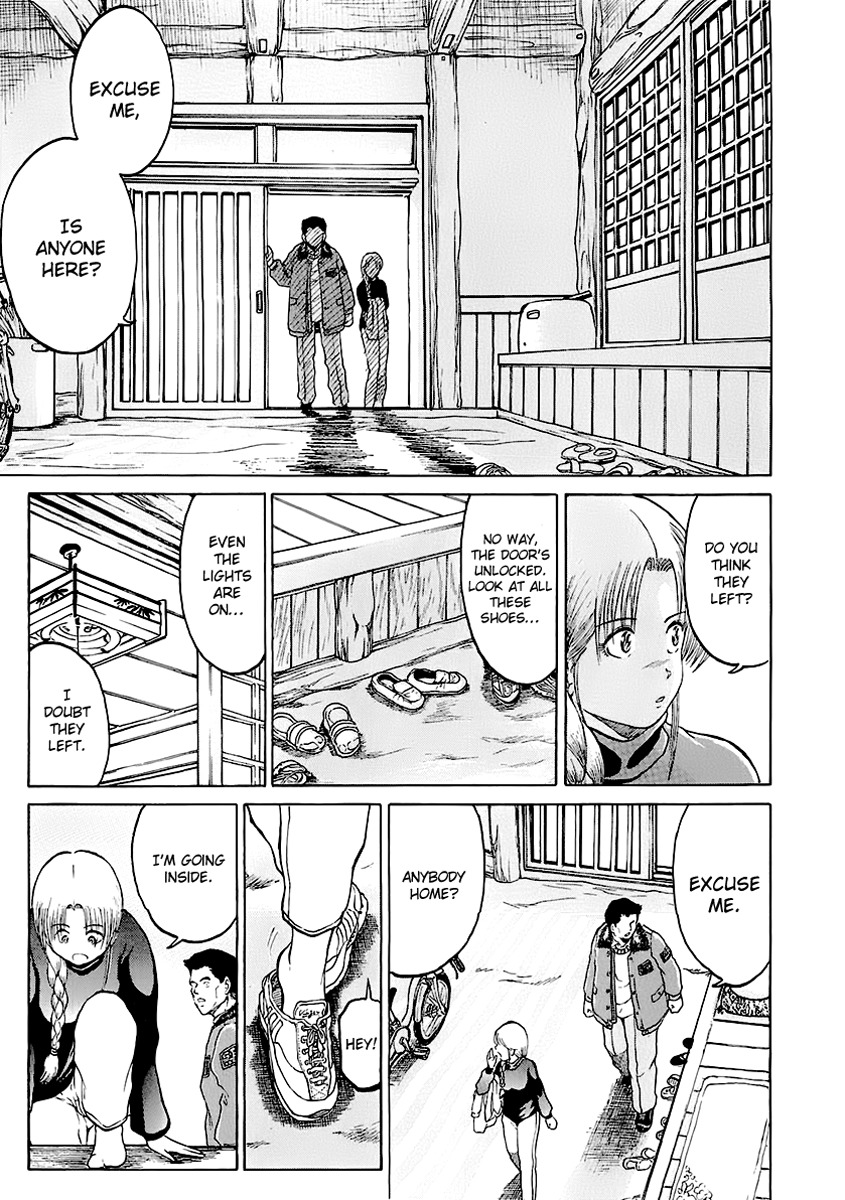 EXCUSE
ME,
IS
ANYONE
HERE?
DO YOU
THINK
THEY
LEFT?
NO WAY,
THE DOOR'S
UNLOCKED.
LOOK AT ALL
THESE
SHOES...
EVEN
THE
LIGHTS
ARE
ON...
I
DOUBT
THEY
LEFT.
EXCUSE
ME.
ANYBODY
HOME?
HEY!
I'M GOING
INSIDE.